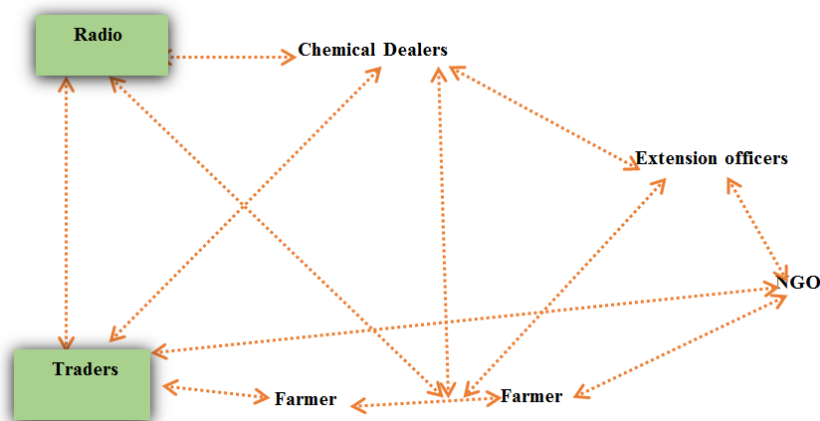 Radio
Chemical Dealers
Extension officers
NGO
Traders
Farmer
Farmer